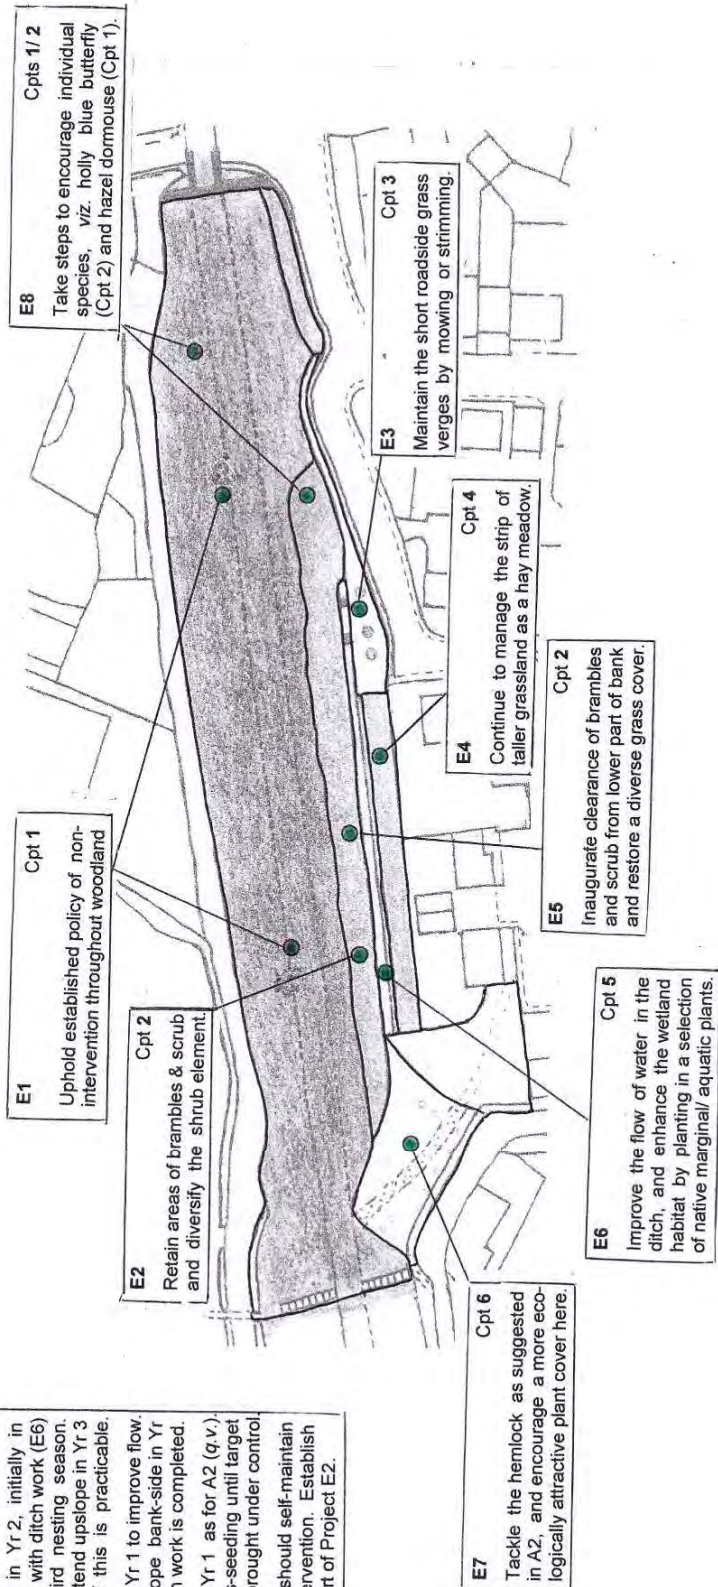 in Yr 2, initially in
with ditch work (E6)
ird nesting season.
tend upslope in Yr 3
this is practicable.
Yr 1 to improve flow.
ope bank-side in Yr
work is completed.
Yr 1 as for A2 (q.v.).
s-seeding until target
rought under control.
should self-maintain
ervention. Establish
rt of Project E2.
E1 Cpt 1
Uphold established policy of non-
intervention throughout woodland
E2 Cpt 2
Retain areas of brambles & scrub
and diversify the shrub element.
E8 Cpts 1/ 2
Take steps to encourage individual
species, viz. holly blue butterfly
(Cpt 2) and hazel dormouse (Cpt 1).
E7 Cpt 6
Tackle the hemlock as suggested
in A2, and encourage a more eco-
logically attractive plant cover here.
E6 Cpt 5
Improve the flow of water in the
ditch, and enhance the wetland
habitat by planting in a selection
of native marginal/ aquatic plants.
E5 Cpt 2
Inaugurate clearance of brambles
and scrub from lower part of bank
and restore a diverse grass cover.
E4 Cpt 4
Continue to manage the strip of
taller grassland as a hay meadow.
E3 Cpt 3
Maintain the short roadside grass
verges by mowing or strimming.